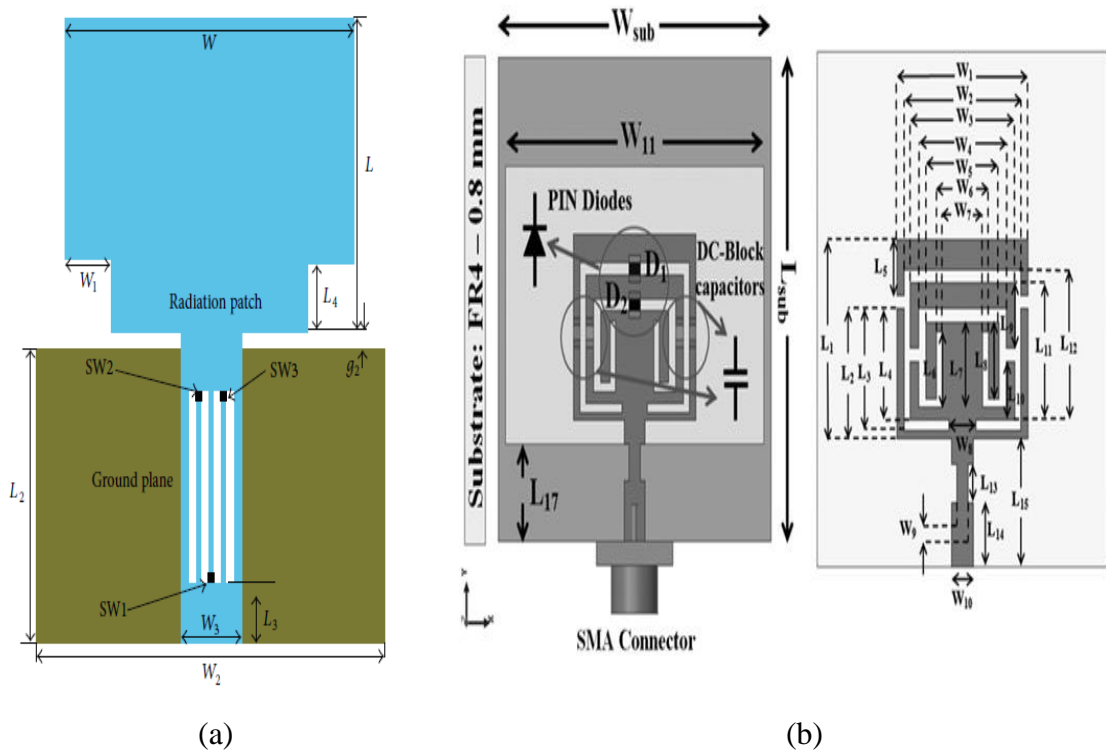 W
L
W1
L4
Radiation patch
SW2
SW3
g2
L2
Ground plane
SW1
L3
W3
W2
(a)
Wsub
Substrate: FR4 – 0.8 mm
W11
PIN Diodes
D1
DC-Block
capacitors
D2
Lsub
L17
Y
Z
X
SMA Connector
W1
W2
W3
W4
W5
W6
W7
L5
L1
L2
L3
L4
L6
L7
L8
L9
L10
L11
L12
W8
L13
L15
W9
L14
W10
(b)